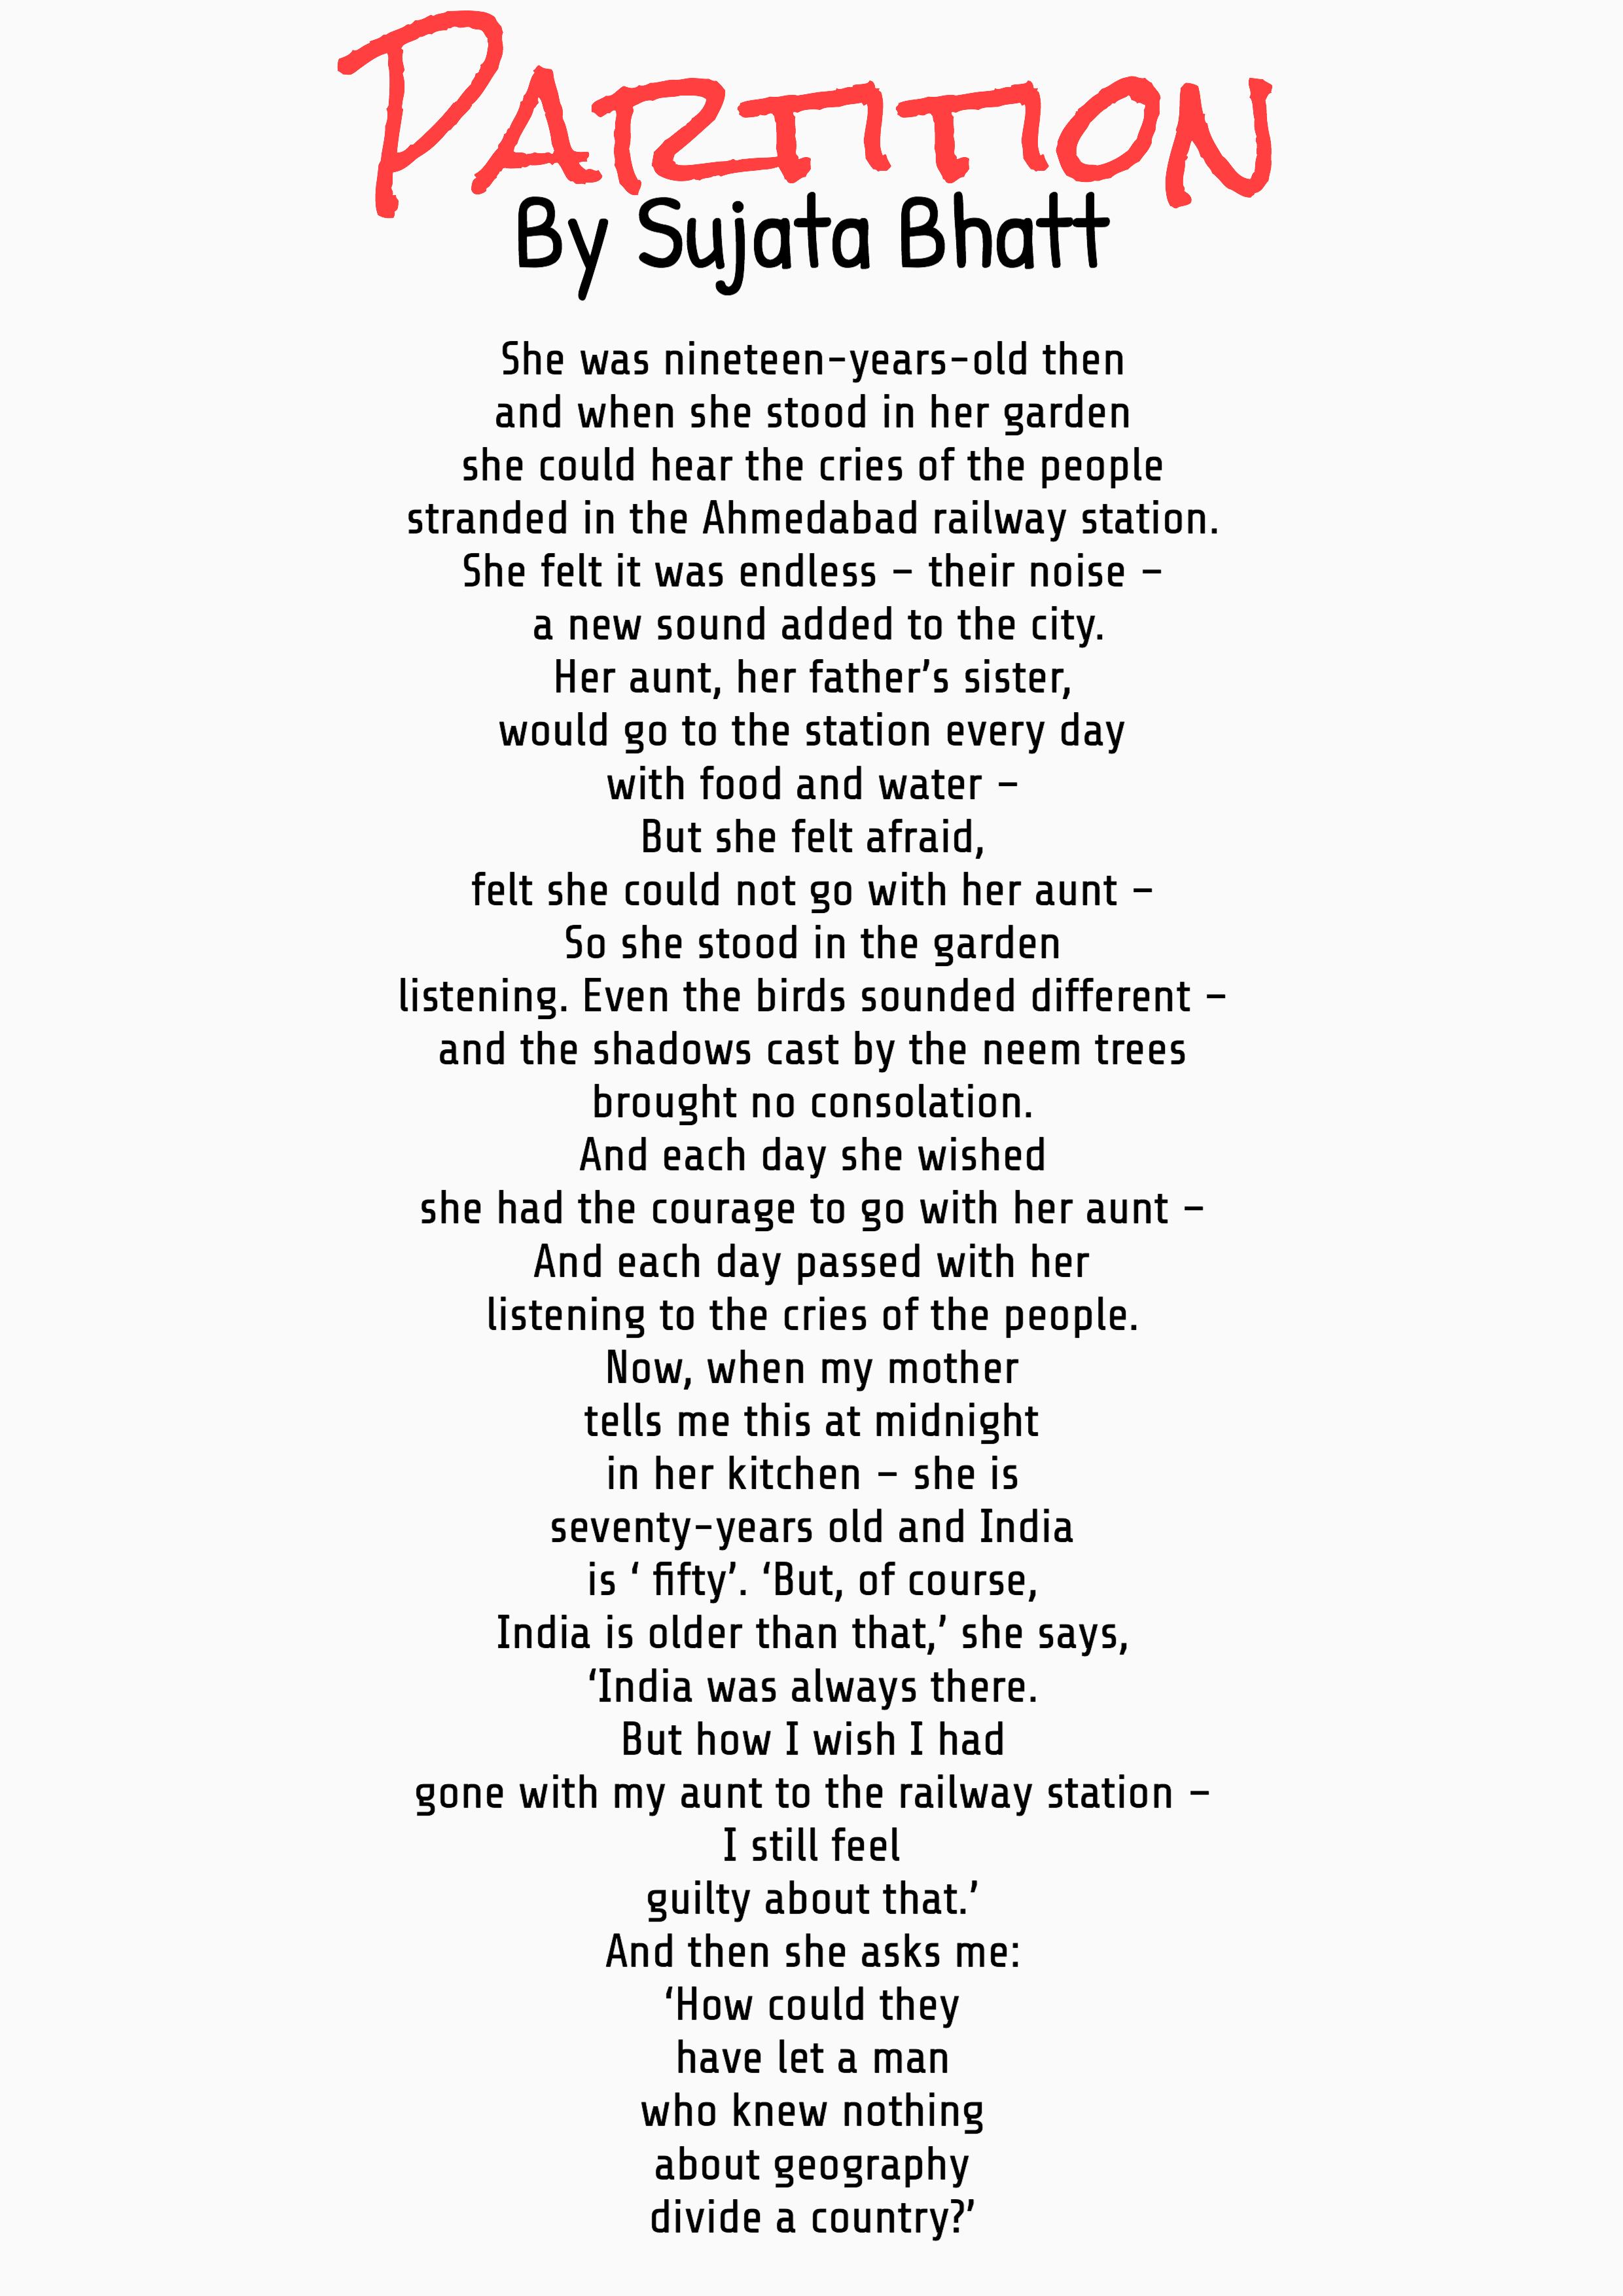 PARTITION
By Sujata Bhatt
She was nineteen-years-old then
and when she stood in her garden
she could hear the cries of the people
stranded in the Ahmedabad railway station.
She felt it was endless – their noise –
a new sound added to the city.
Her aunt, her father’s sister,
would go to the station every day
with food and water –
But she felt afraid,
felt she could not go with her aunt –
So she stood in the garden
listening. Even the birds sounded different –
and the shadows cast by the neem trees
brought no consolation.
And each day she wished
she had the courage to go with her aunt –
And each day passed with her
listening to the cries of the people.
Now, when my mother
tells me this at midnight
in her kitchen – she is
seventy-years old and India
is ‘ fifty’. ‘But, of course,
India is older than that,’ she says,
‘India was always there.
But how I wish I had
gone with my aunt to the railway station –
I still feel
guilty about that.’
And then she asks me:
‘How could they
have let a man
who knew nothing
about geography
divide a country?’